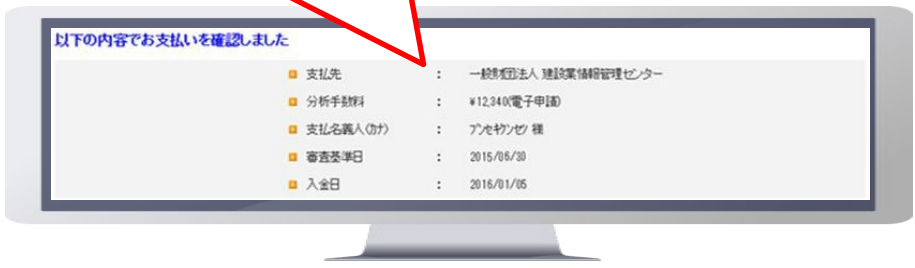 以下の内容でお支払いを確認しました
支払先 : 一般財団法人 建設業情報管理センター
分析手数料 : ¥12,340(電子申請)
支払名義人(カナ) : ブンセキケンセツ 様
審査基準日 : 2015/06/30
入金日 : 2016/01/05